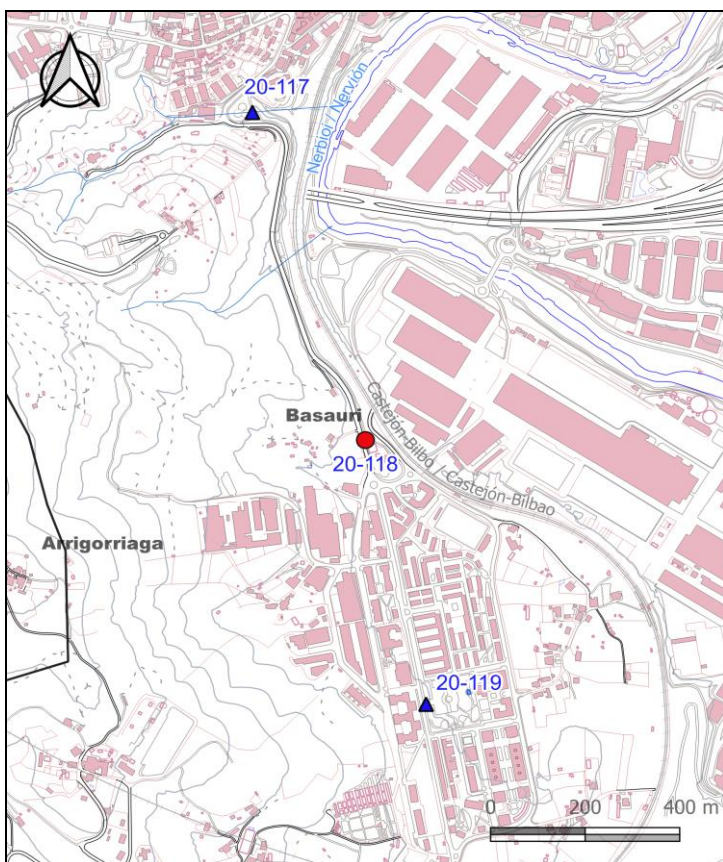 20-117
Nerbioi / Nervión
Basauri
Castejón-Bilbo / Castejón-Bilbao
20-118
Arrigorriaga
20-119
0 200 400 m